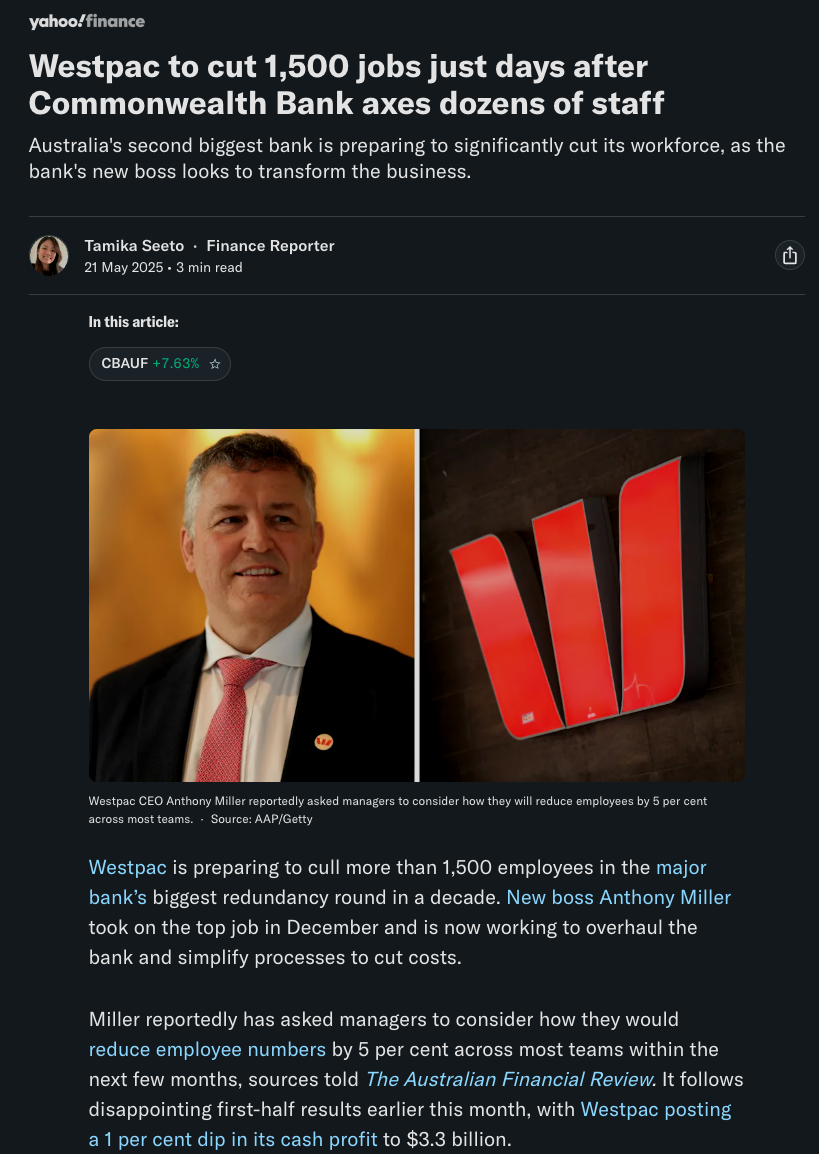 yahoo!finance
Westpac to cut 1,500 jobs just days after
Commonwealth Bank axes dozens of staff
Australia's second biggest bank is preparing to significantly cut its workforce, as the
bank's new boss looks to transform the business.
Tamika Seeto · Finance Reporter
21 May 2025 • 3 min read
In this article:
CBAUF +7.63%
Westpac CEO Anthony Miller reportedly asked managers to consider how they will reduce employees by 5 per cent
across most teams. · Source: AAP/Getty
Westpac is preparing to cull more than 1,500 employees in the major
bank’s biggest redundancy round in a decade. New boss Anthony Miller
took on the top job in December and is now working to overhaul the
bank and simplify processes to cut costs.
Miller reportedly has asked managers to consider how they would
reduce employee numbers by 5 per cent across most teams within the
next few months, sources told The Australian Financial Review. It follows
disappointing first-half results earlier this month, with Westpac posting
a 1 per cent dip in its cash profit to $3.3 billion.